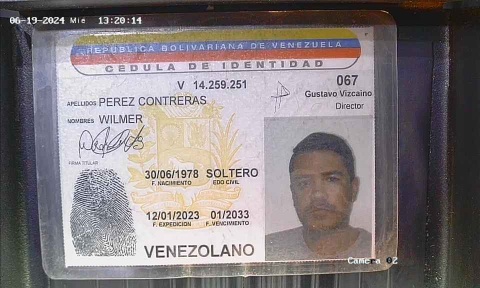 06-19-2024 Mie 13:20:14
REPUBLICA BOLIVARIANA DE VENEZUELA
CEDULA DE IDENTIDAD
V 14.259.251
067
Gustavo Vizcaino
Director
APELLIDOS PEREZ CONTRERAS
NOMBRES WILMER
FIRMA TITULAR
30/06/1978 SOLTERO
F. NACIMIENTO EDO CIVIL
12/01/2023 01/2033
F. EXPEDICION F. VENCIMIENTO
VENEZOLANO
Camera 02